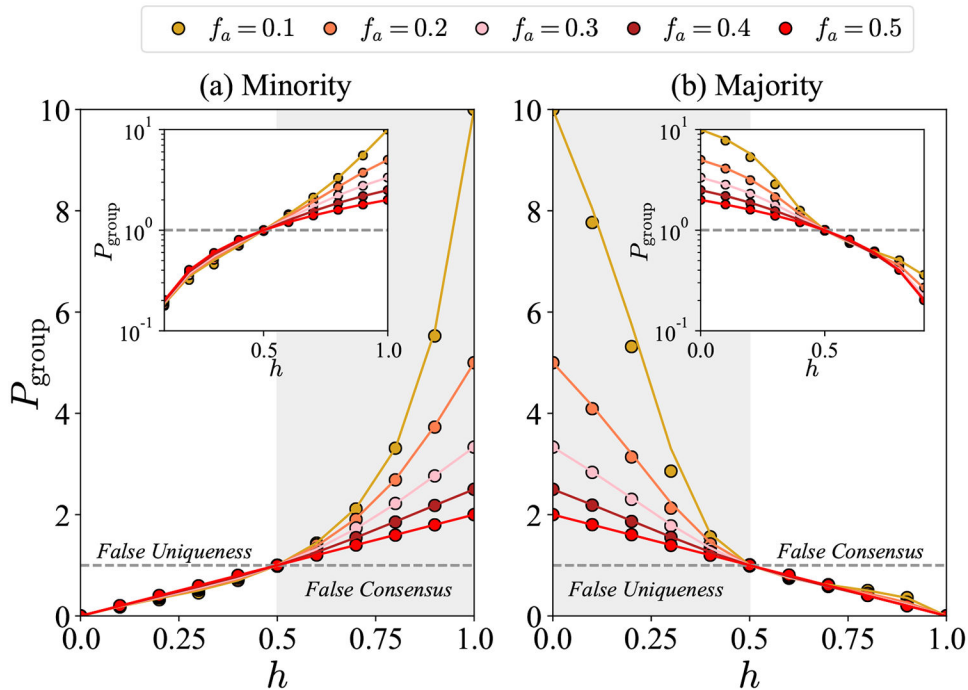 f_a = 0.1 f_a = 0.2 f_a = 0.3 f_a = 0.4 f_a = 0.5
(a) Minority
(b) Majority
P_group
10
8
6
4
2
0
10^1
10^0
10^-1
P_group
0.5 1.0
h
False Uniqueness
False Consensus
0.0 0.25 0.5 0.75 1.0
h
10
8
6
4
2
0
10^1
10^0
10^-1
P_group
0.0 0.5
h
False Consensus
False Uniqueness
0.00 0.25 0.50 0.75 1.0
h